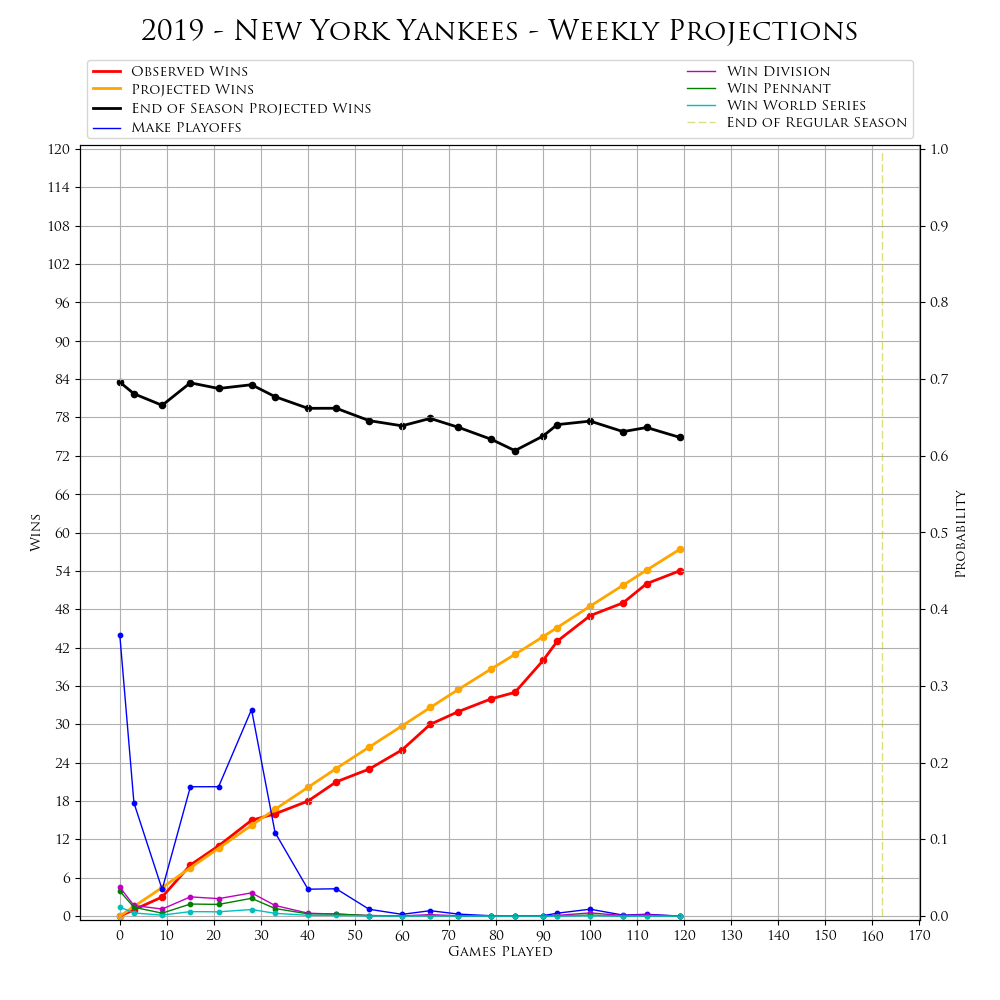 2019 - New York Yankees - Weekly Projections
Observed Wins
Projected Wins
End of Season Projected Wins
Make Playoffs
Win Division
Win Pennant
Win World Series
End of Regular Season
120
114
108
102
96
90
84
78
72
66
60
54
48
42
36
30
24
18
12
6
0
Wins
1.0
0.9
0.8
0.7
0.6
0.5
0.4
0.3
0.2
0.1
0.0
Probability
0 10 20 30 40 50 60 70 80 90 100 110 120 130 140 150 160 170
Games Played